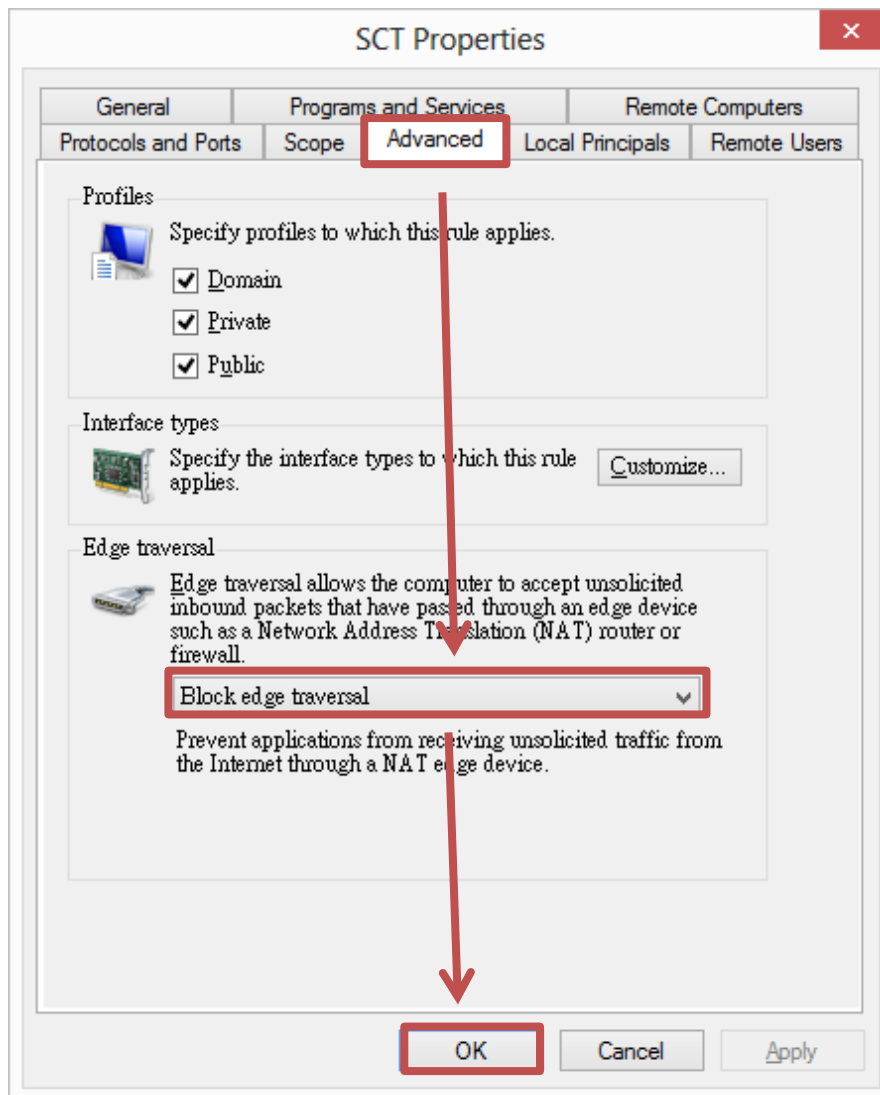 SCT Properties
General
Programs and Services
Remote Computers
Protocols and Ports
Scope
Advanced
Local Principals
Remote Users
Profiles
Specify profiles to which this rule applies.
Domain
Private
Public
Interface types
Specify the interface types to which this rule
applies.
Customize...
Edge traversal
Edge traversal allows the computer to accept unsolicited
inbound packets that have passed through an edge device
such as a Network Address Translation (NAT) router or
firewall.
Block edge traversal
Prevent applications from receiving unsolicited traffic from
the Internet through a NAT edge device.
OK
Cancel
Apply